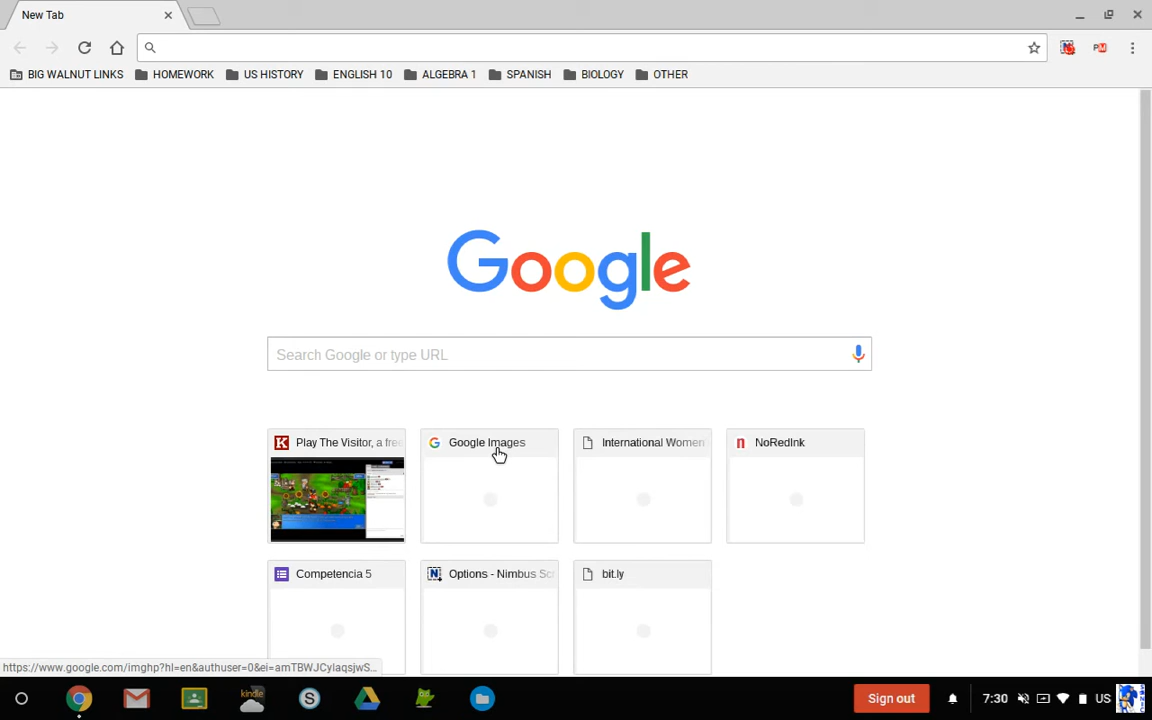 New Tab
BIG WALNUT LINKS HOMEWORK US HISTORY ENGLISH 10 ALGEBRA 1 SPANISH BIOLOGY OTHER
Google
Search Google or type URL
Play The Visitor, a free Google Images International Women NoRedInk
Competencia 5 Options - Nimbus Scr bit.ly
https://www.google.com/imghp?hl=en&authuser=0&ei=amTBWJCylaqsjwS...
kindle Sign out 7:30 US